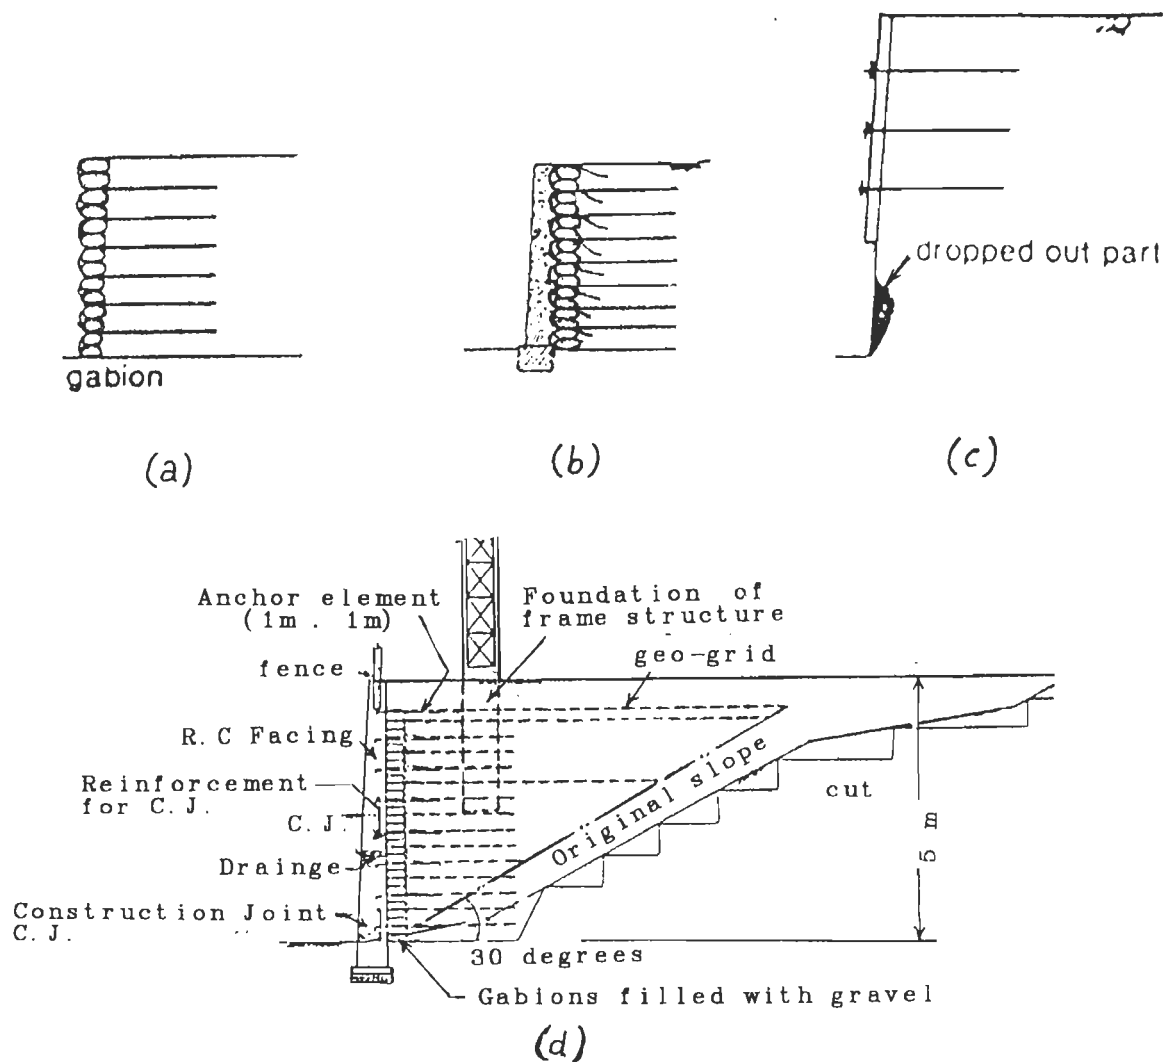 dropped out part
gabion
(a)
(b)
(c)
Anchor element
(1m . 1m)
Foundation of
frame structure
geo-grid
fence
R.C Facing
Reinforcement
for C.J.
C.J.
Drainge
Construction Joint
C.J.
Original slope
cut
5 m
30 degrees
Gabions filled with gravel
(d)